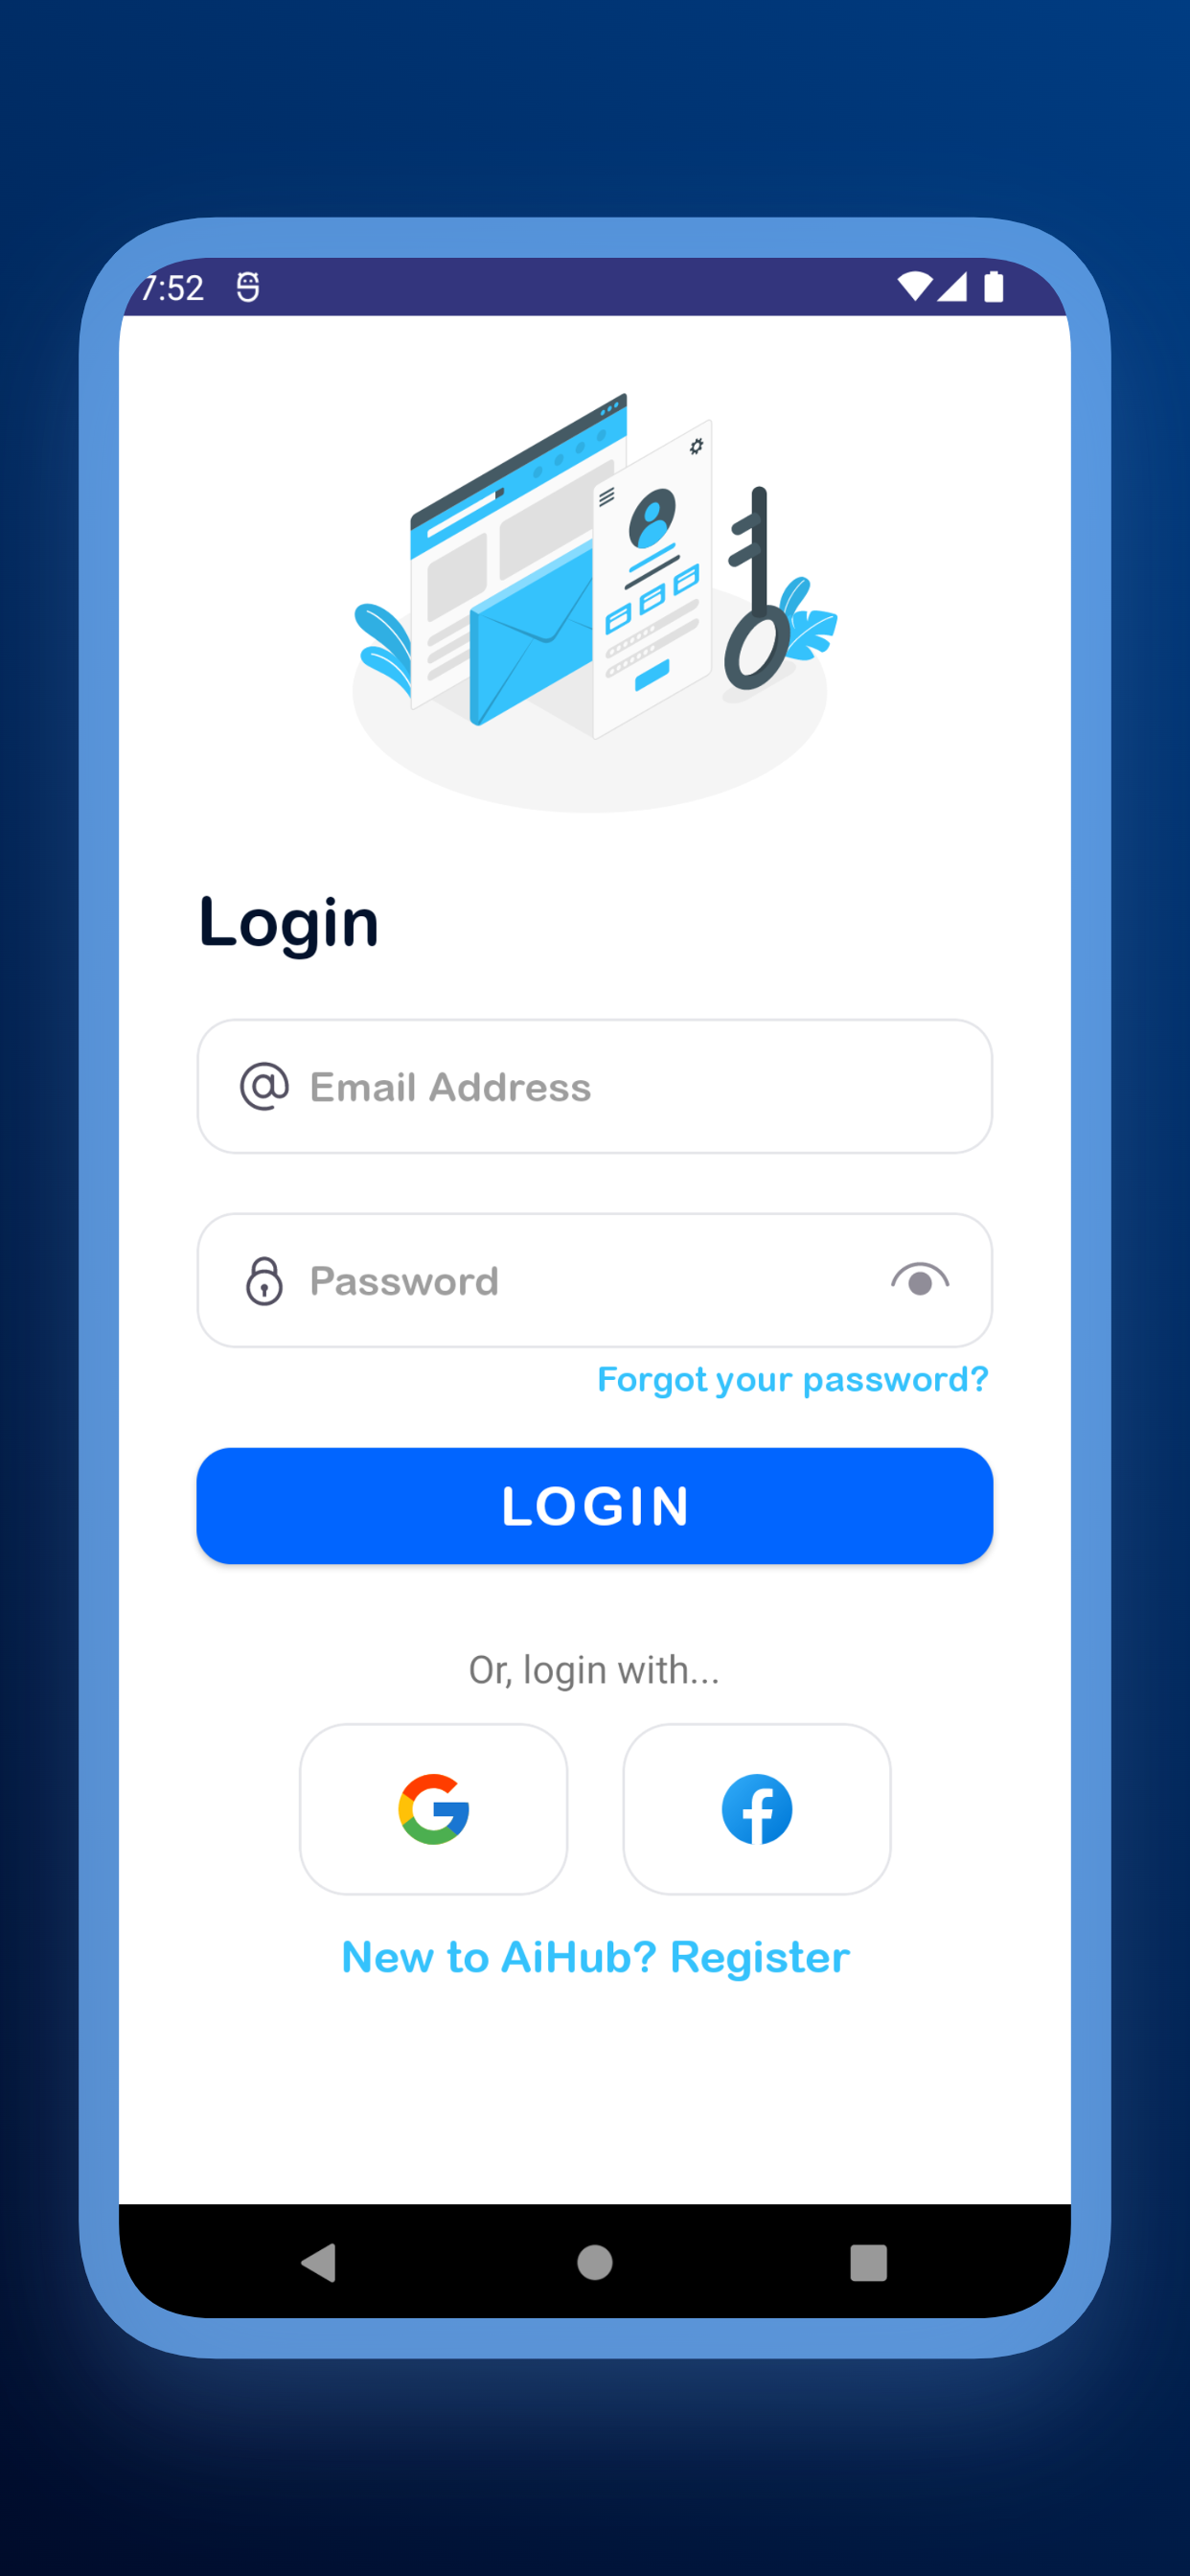 7:52
Login
@ Email Address
Password
Forgot your password?
LOGIN
Or, login with...
New to AiHub? Register